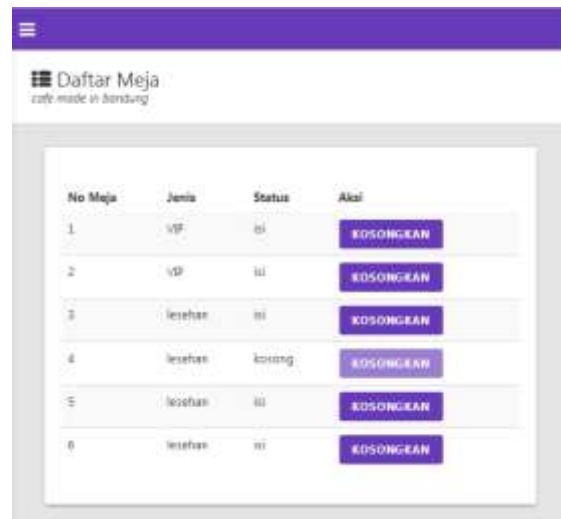 Daftar Meja
cafe made in bandung
No Meja Jenis Status Aksi
1 VIP isi KOSONGKAN
2 VIP isi KOSONGKAN
3 lesehan isi KOSONGKAN
4 lesehan kosong KOSONGKAN
5 lesehan isi KOSONGKAN
6 lesehan isi KOSONGKAN